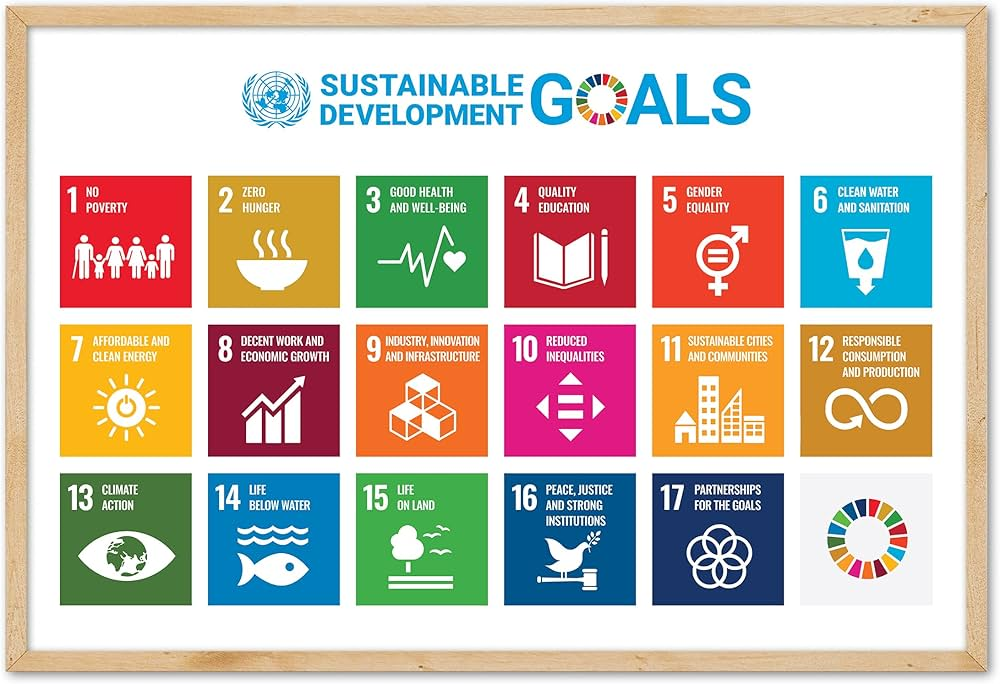 SUSTAINABLE
DEVELOPMENT
GOALS
1 NO
POVERTY
2 ZERO
HUNGER
3 GOOD HEALTH
AND WELL-BEING
4 QUALITY
EDUCATION
5 GENDER
EQUALITY
6 CLEAN WATER
AND SANITATION
7 AFFORDABLE AND
CLEAN ENERGY
8 DECENT WORK AND
ECONOMIC GROWTH
9 INDUSTRY, INNOVATION
AND INFRASTRUCTURE
10 REDUCED
INEQUALITIES
11 SUSTAINABLE CITIES
AND COMMUNITIES
12 RESPONSIBLE
CONSUMPTION
AND PRODUCTION
13 CLIMATE
ACTION
14 LIFE
BELOW WATER
15 LIFE
ON LAND
16 PEACE, JUSTICE
AND STRONG
INSTITUTIONS
17 PARTNERSHIPS
FOR THE GOALS